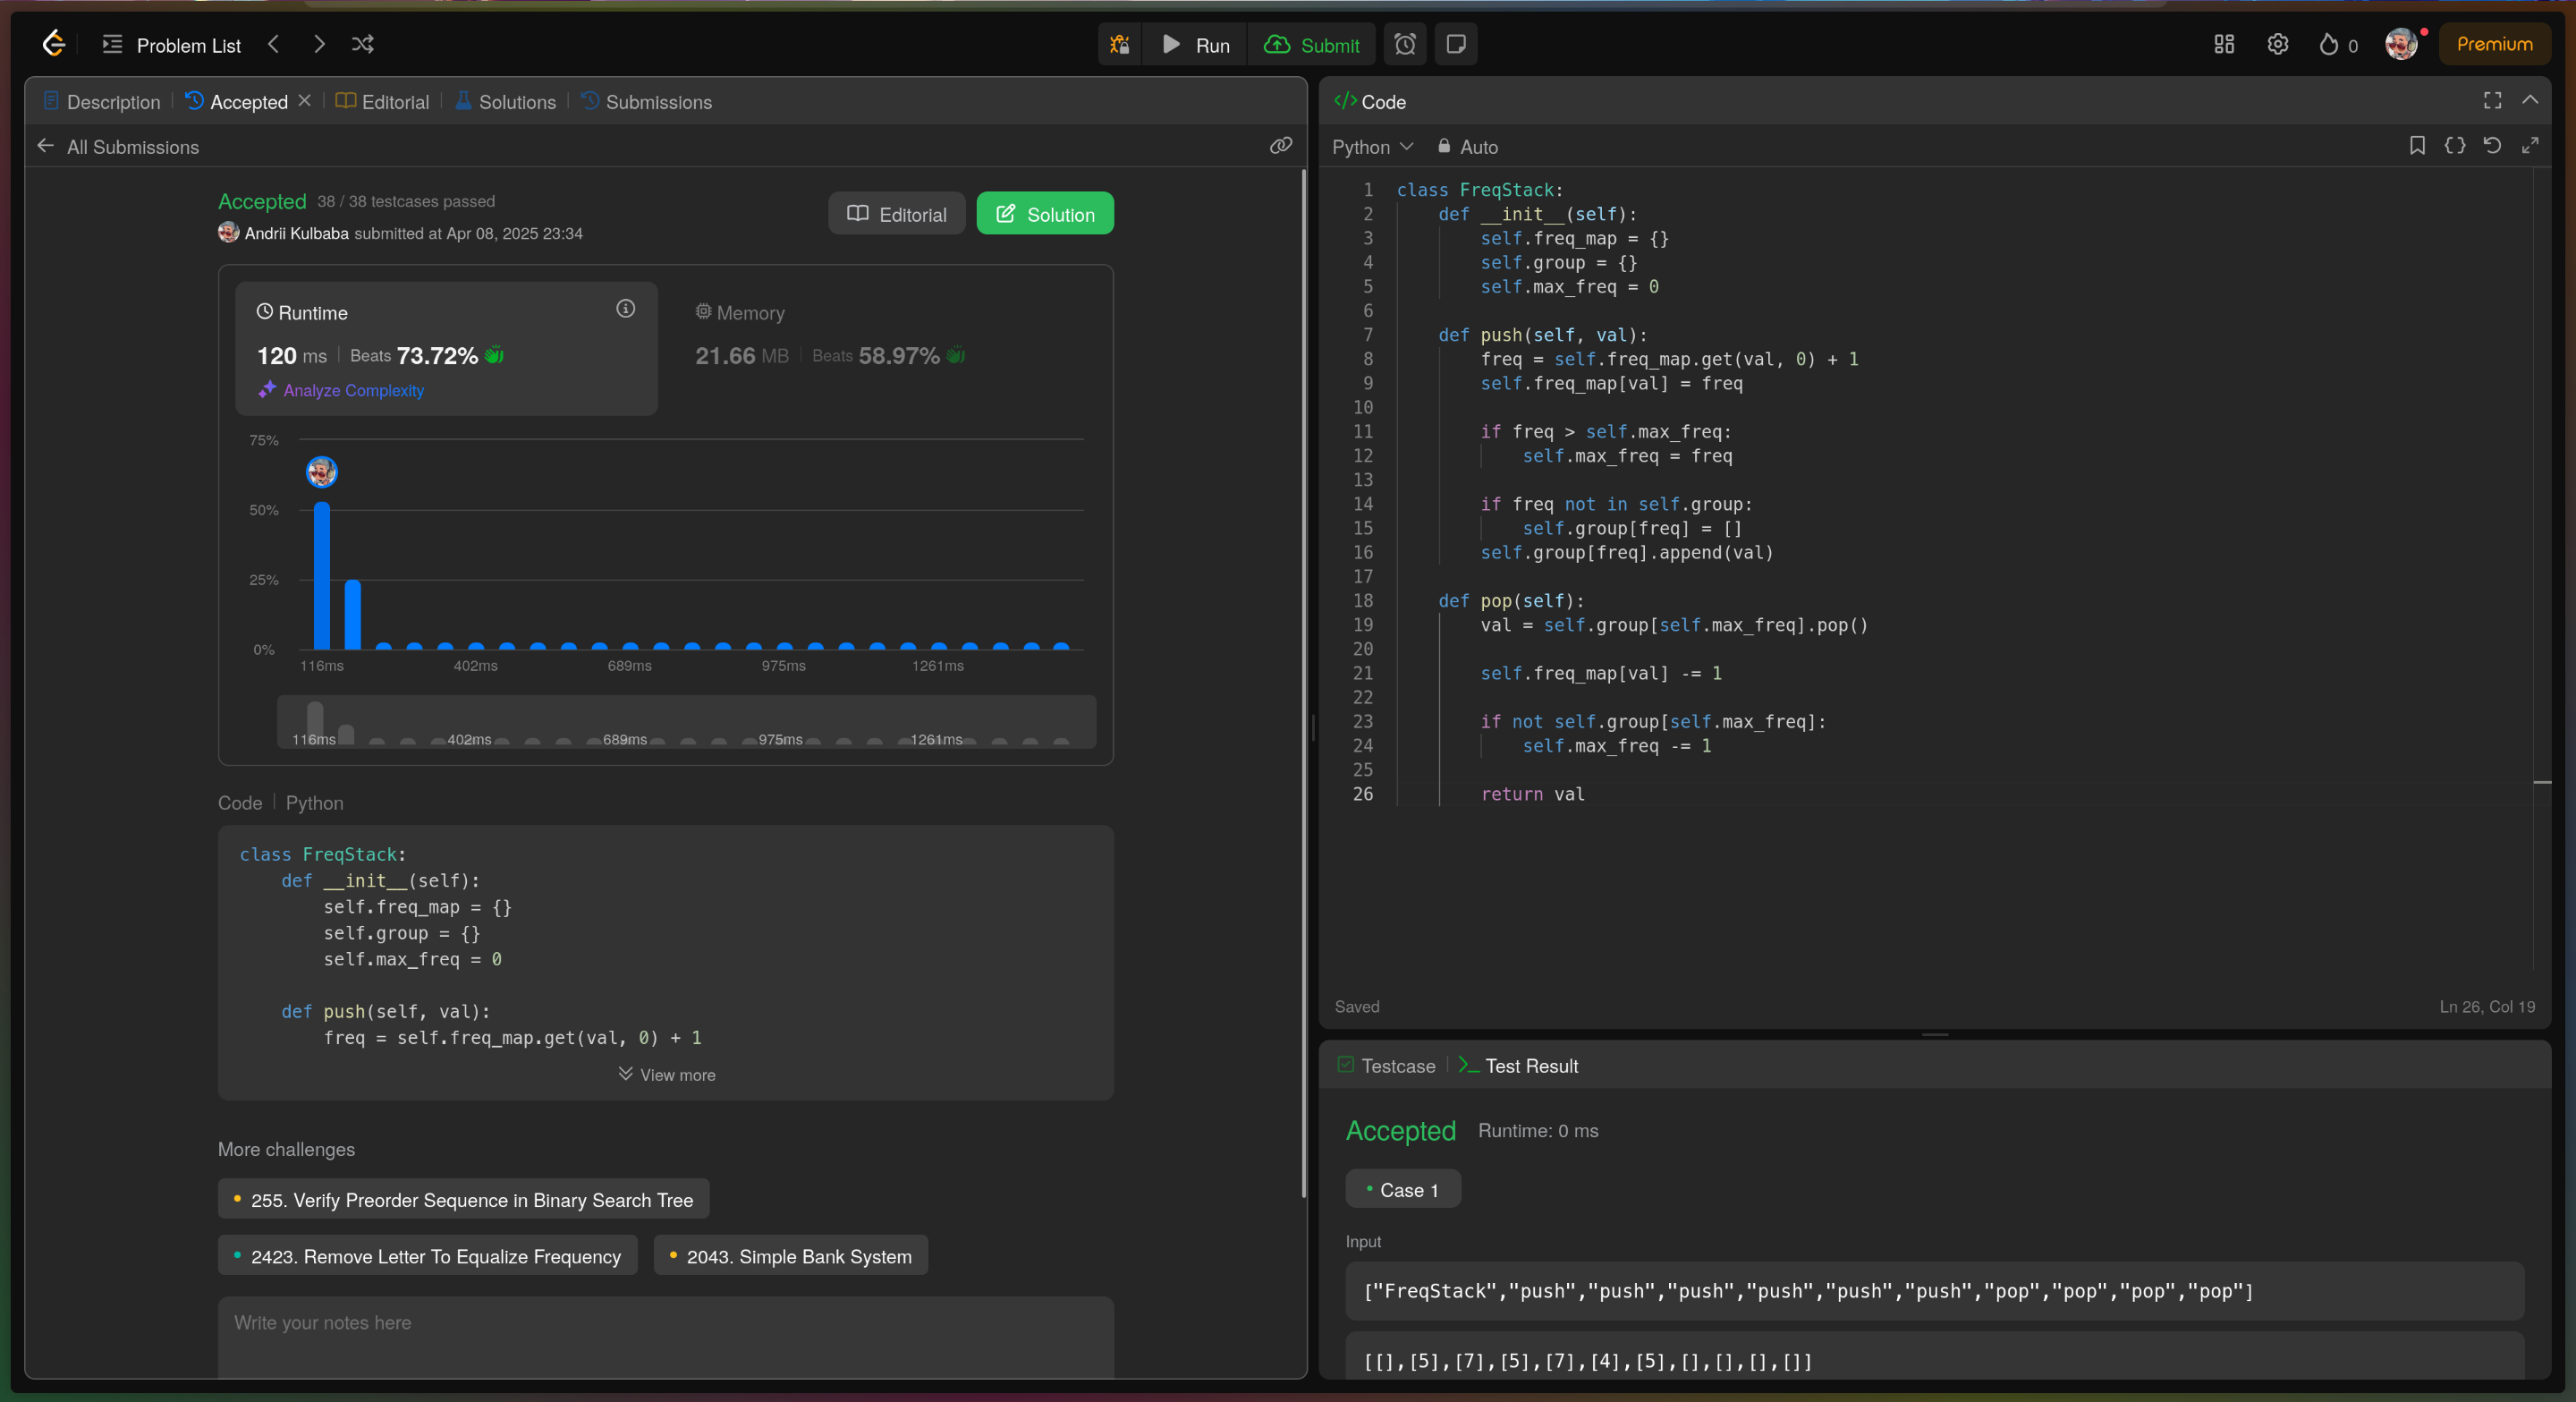 Problem List
Run
Submit
0
Premium
Description
Accepted
Editorial
Solutions
Submissions
All Submissions
Accepted 38 / 38 testcases passed
Andrii Kulbaba submitted at Apr 08, 2025 23:34
Editorial
Solution
Runtime
120 ms Beats 73.72%
Analyze Complexity
Memory
21.66 MB Beats 58.97%
75%
50%
25%
0%
116ms 402ms 689ms 975ms 1261ms
116ms 402ms 689ms 975ms 1261ms
Code Python
class FreqStack:
    def __init__(self):
        self.freq_map = {}
        self.group = {}
        self.max_freq = 0

    def push(self, val):
        freq = self.freq_map.get(val, 0) + 1
View more
More challenges
255. Verify Preorder Sequence in Binary Search Tree
2423. Remove Letter To Equalize Frequency
2043. Simple Bank System
Write your notes here
</> Code
Python Auto
1 class FreqStack:
2     def __init__(self):
3         self.freq_map = {}
4         self.group = {}
5         self.max_freq = 0
6
7     def push(self, val):
8         freq = self.freq_map.get(val, 0) + 1
9         self.freq_map[val] = freq
10
11         if freq > self.max_freq:
12             self.max_freq = freq
13
14         if freq not in self.group:
15             self.group[freq] = []
16         self.group[freq].append(val)
17
18     def pop(self):
19         val = self.group[self.max_freq].pop()
20
21         self.freq_map[val] -= 1
22
23         if not self.group[self.max_freq]:
24             self.max_freq -= 1
25
26         return val
Saved
Ln 26, Col 19
Testcase
Test Result
Accepted Runtime: 0 ms
Case 1
Input
["FreqStack","push","push","push","push","push","push","pop","pop","pop","pop"]
[[],[5],[7],[5],[7],[4],[5],[],[],[],[]]